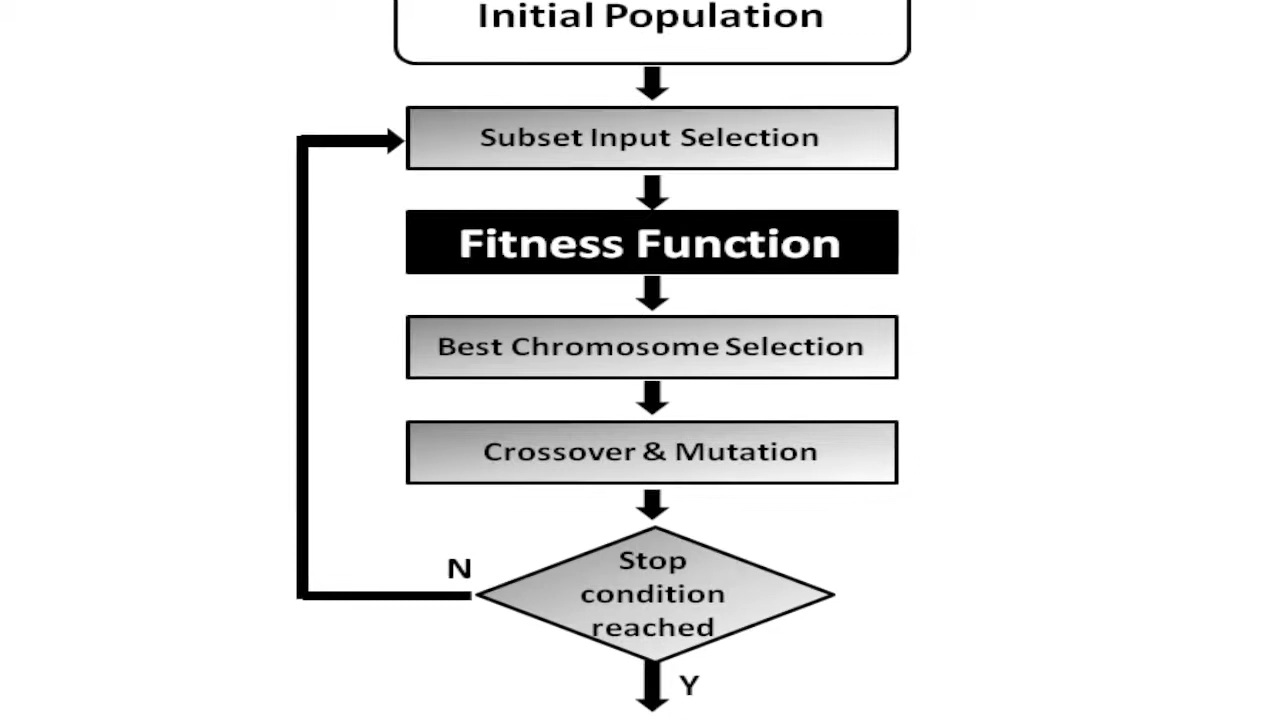 Initial Population
Subset Input Selection
Fitness Function
Best Chromosome Selection
Crossover & Mutation
Stop
condition
reached
N
Y